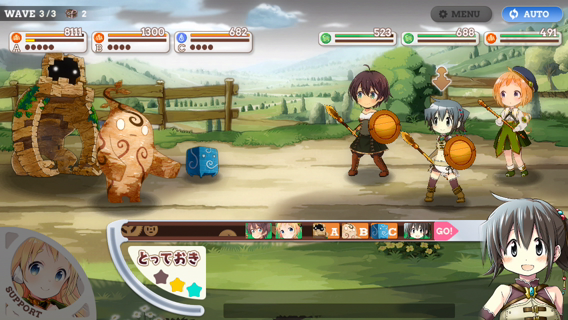 WAVE 3/3 2
MENU
AUTO
8111
1300
682
523
688
491
A
B
C
A B C GO!
とっておき
SUPPORT